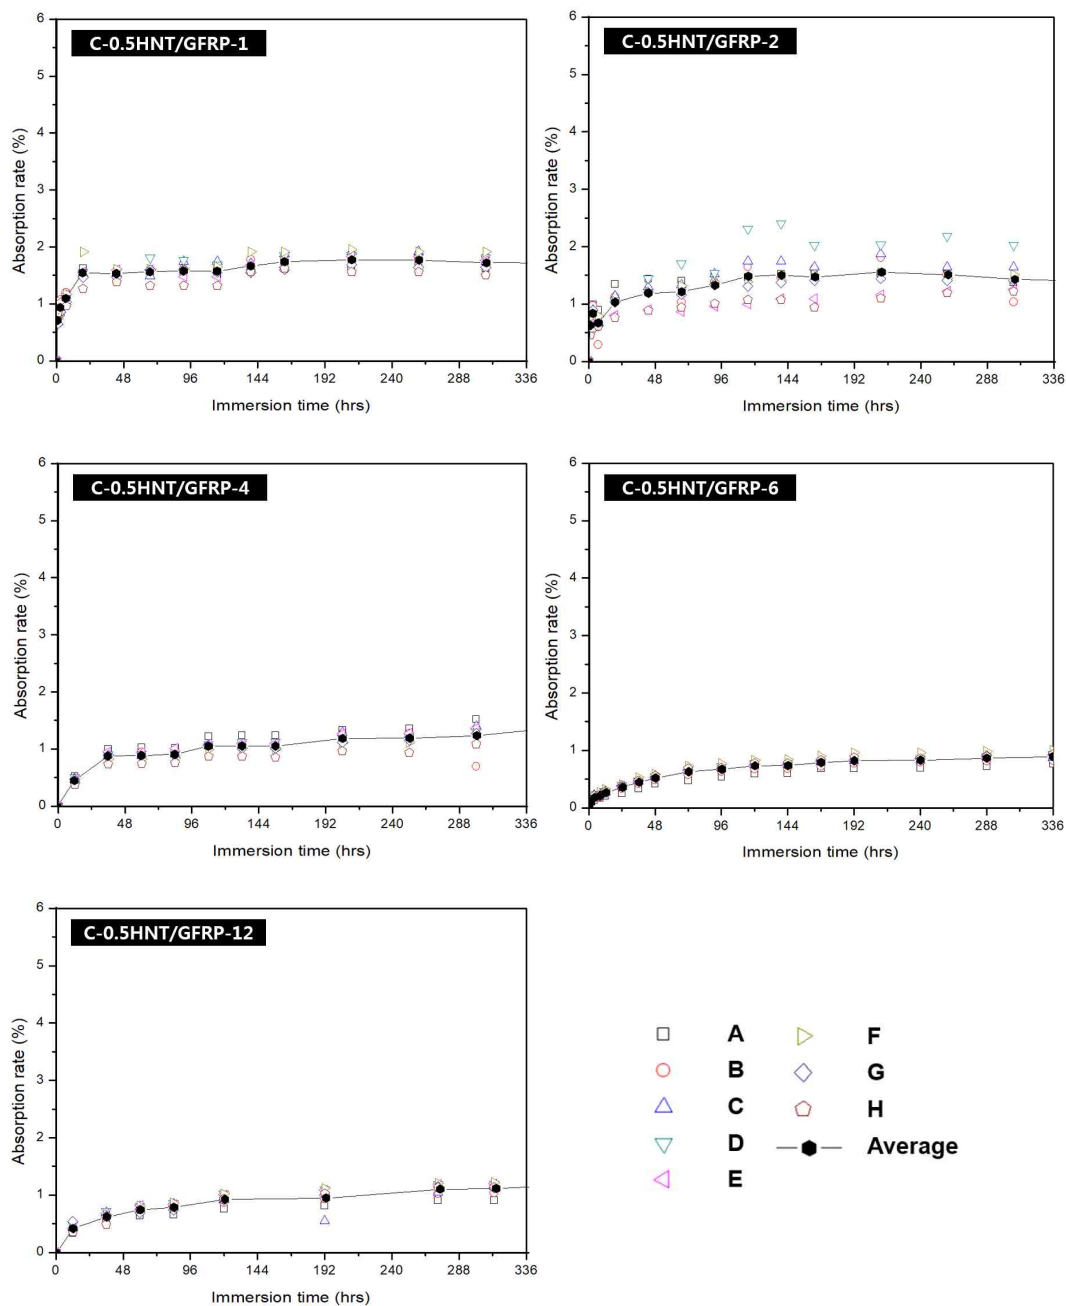 C-0.5HNT/GFRP-1
6
5
4
3
2
1
0
Absorption rate (%)
0 48 96 144 192 240 288 336
Immersion time (hrs)
C-0.5HNT/GFRP-2
6
5
4
3
2
1
0
Absorption rate (%)
0 48 96 144 192 240 288 336
Immersion time (hrs)
C-0.5HNT/GFRP-4
6
5
4
3
2
1
0
Absorption rate (%)
0 48 96 144 192 240 288 336
Immersion time (hrs)
C-0.5HNT/GFRP-6
6
5
4
3
2
1
0
Absorption rate (%)
0 48 96 144 192 240 288 336
Immersion time (hrs)
C-0.5HNT/GFRP-12
6
5
4
3
2
1
0
Absorption rate (%)
0 48 96 144 192 240 288 336
Immersion time (hrs)
A
B
C
D
E
F
G
H
Average